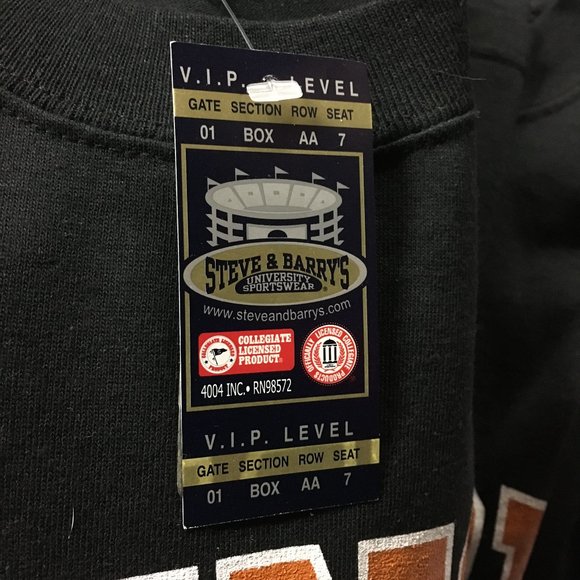 V.I.P. LEVEL
GATE SECTION ROW SEAT
01 BOX AA 7
STEVE & BARRY'S
UNIVERSITY
SPORTSWEAR
www.steveandbarrys.com
COLLEGIATE
LICENSED
PRODUCT
OFFICIALLY LICENSED COLLEGIATE PRODUCTS
4004 INC.• RN98572
V.I.P. LEVEL
GATE SECTION ROW SEAT
01 BOX AA 7